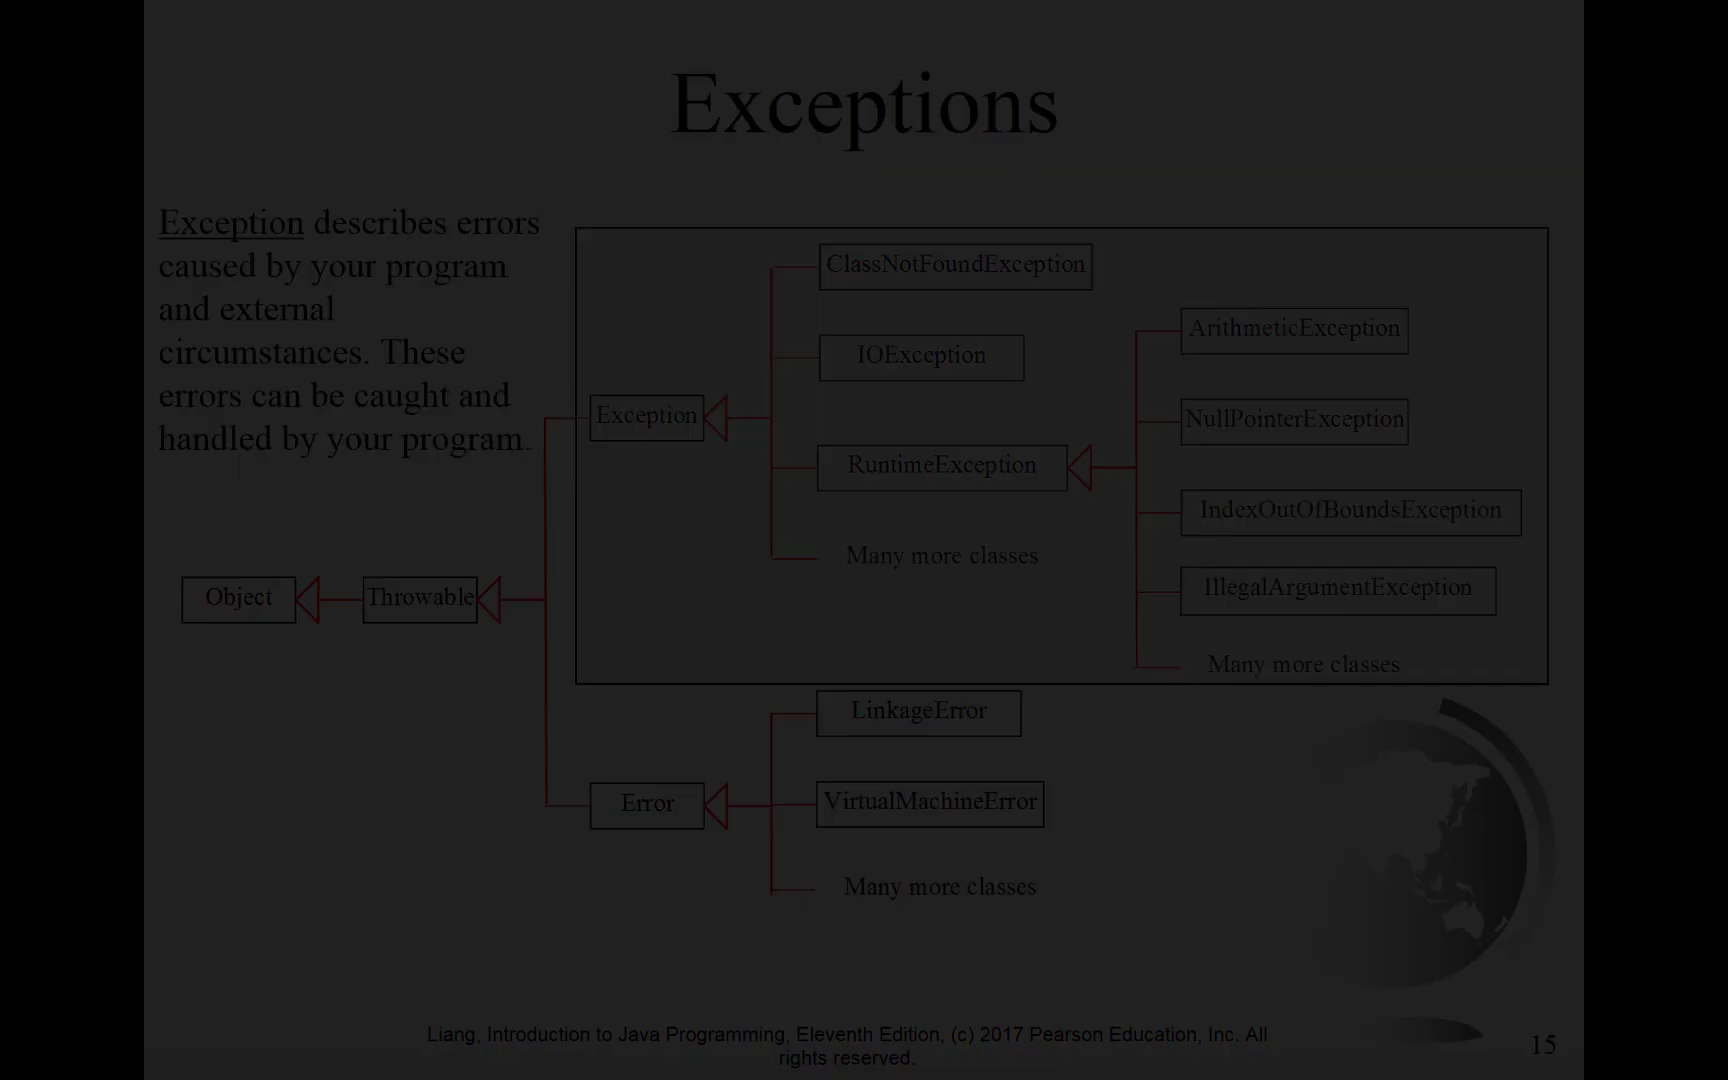 Exceptions
Exception describes errors
caused by your program
and external
circumstances. These
errors can be caught and
handled by your program.
ClassNotFoundException
ArithmeticException
IOException
Exception
NullPointerException
RuntimeException
IndexOutOfBoundsException
Many more classes
Object
Throwable
IllegalArgumentException
Many more classes
LinkageError
Error
VirtualMachineError
Many more classes
Liang, Introduction to Java Programming, Eleventh Edition, (c) 2017 Pearson Education, Inc. All
rights reserved.
15